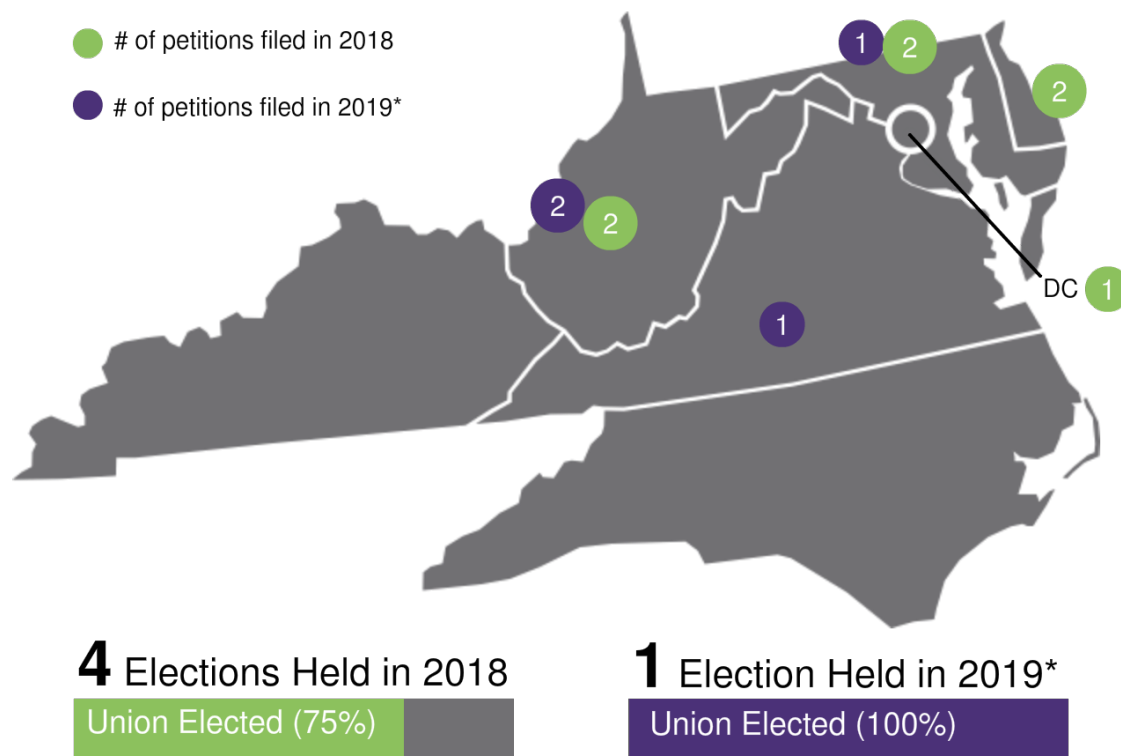 # of petitions filed in 2018
# of petitions filed in 2019*
1
2
2
2
2
DC 1
1
4 Elections Held in 2018
Union Elected (75%)
1 Election Held in 2019*
Union Elected (100%)